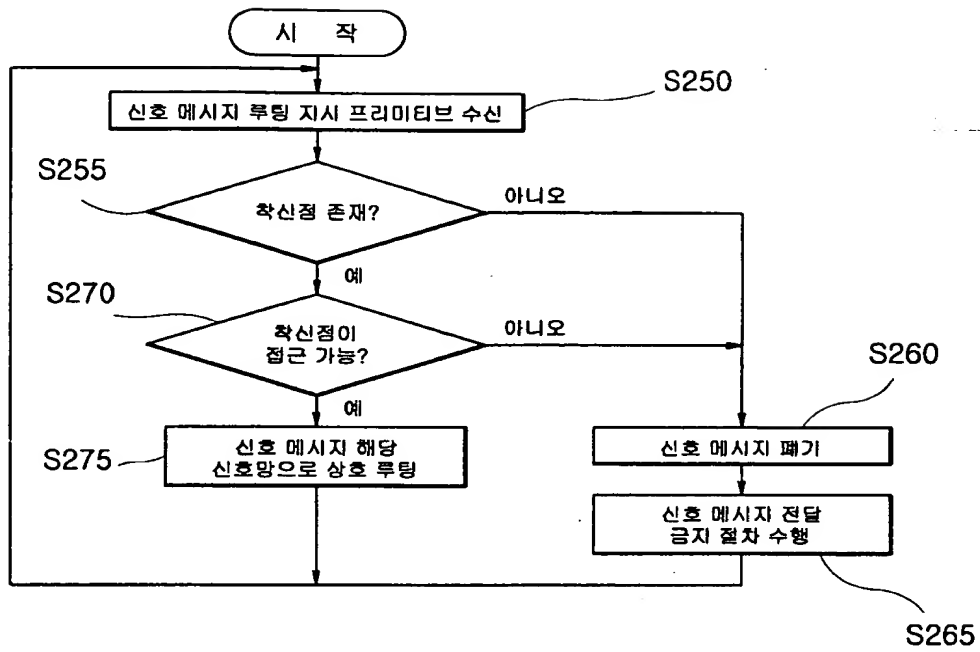 시 작
S250
신호 메시지 루팅 지시 프리미티브 수신
S255
착신점 존재?
아니오
예
S270
착신점이
접근 가능?
아니오
예
S260
S275
신호 메시지 해당
신호망으로 상호 루팅
신호 메시지 폐기
신호 메시지 전달
금지 절차 수행
S265